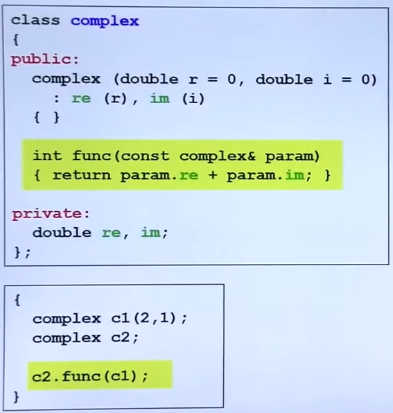 class complex
{
public:
complex (double r = 0, double i = 0)
: re (r), im (i)
{ }
int func(const complex& param)
{ return param.re + param.im; }
private:
double re, im;
};
{
complex c1(2,1);
complex c2;
c2.func(c1);
}